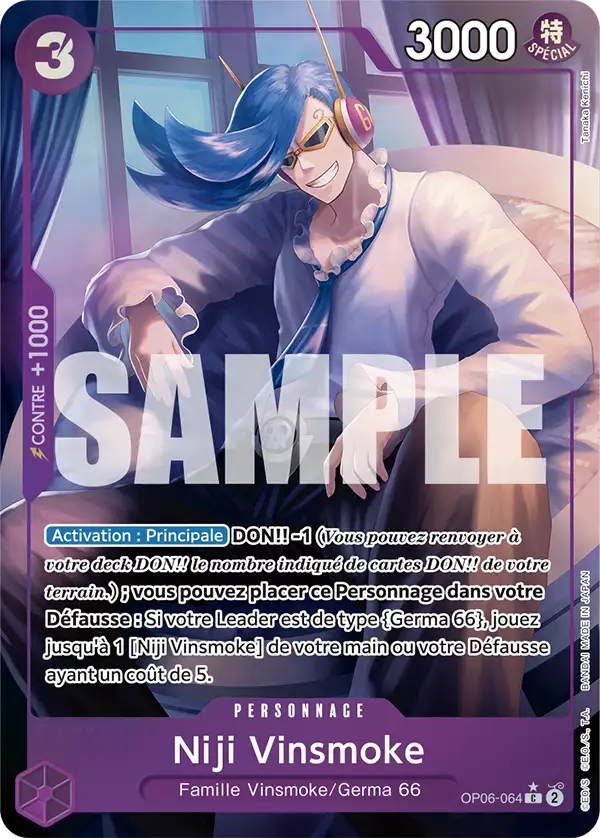 3
3000
特
SPÉCIAL
Tanaka Kenichi
CONTRE +1000
SAMPLE
G
Activation : Principale DON!! -1 (Vous pouvez renvoyer à
votre deck DON!! le nombre indiqué de cartes DON!! de votre
terrain.) ; vous pouvez placer ce Personnage dans votre
Défausse : Si votre Leader est de type {Germa 66}, jouez
jusqu'à 1 [Niji Vinsmoke] de votre main ou votre Défausse
ayant un coût de 5.
PERSONNAGE
Niji Vinsmoke
Famille Vinsmoke/Germa 66
OP06-064 ★ C 2
©EO/S ©E.O./S. T.A. BANDAI MADE IN JAPAN